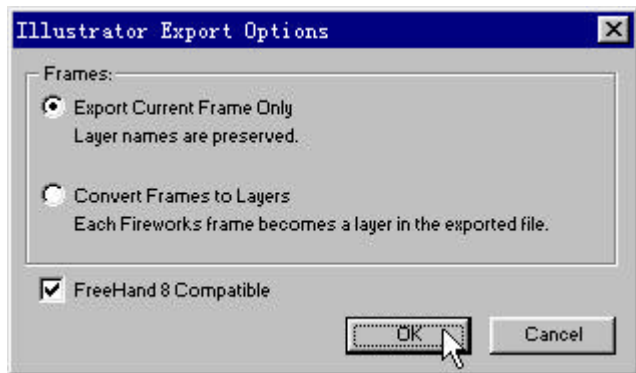 Illustrator Export Options
Frames:
Export Current Frame Only
Layer names are preserved.
Convert Frames to Layers
Each Fireworks frame becomes a layer in the exported file.
FreeHand 8 Compatible
OK
Cancel